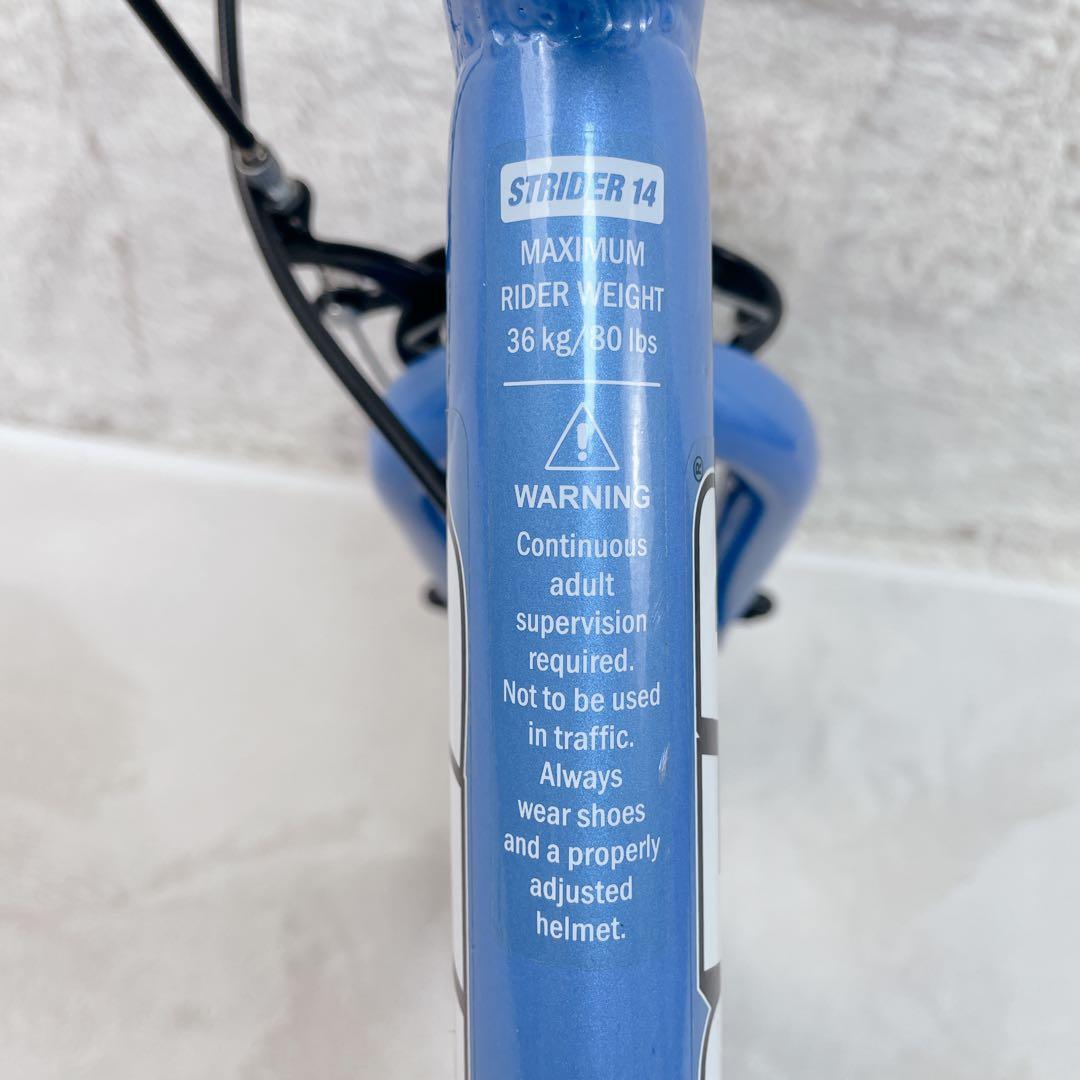 STRIDER 14
MAXIMUM
RIDER WEIGHT
36 kg/80 lbs
WARNING
Continuous
adult
supervision
required.
Not to be used
in traffic.
Always
wear shoes
and a properly
adjusted
helmet.
®